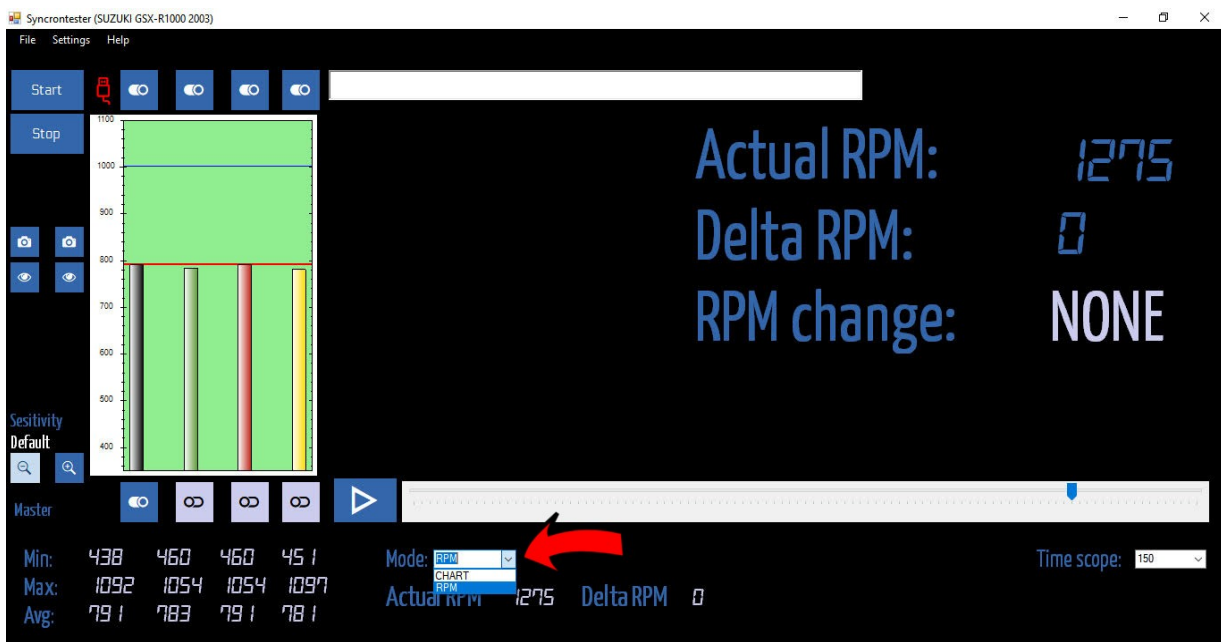 Syncrontester (SUZUKI GSX-R1000 2003)
File Settings Help
Start
Stop
1100
1000
900
800
700
600
500
400
Actual RPM: 1275
Delta RPM: 0
RPM change: NONE
Sesitivity
Default
Master
Min: 438 460 460 451
Max: 1092 1054 1054 1097
Avg: 791 783 791 781
Mode: RPM
CHART
RPM
Actual RPM 1275 Delta RPM 0
Time scope: 150